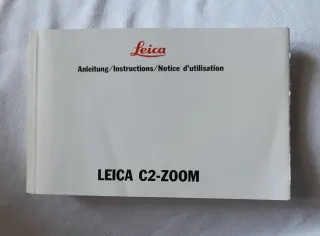 Leica
Anleitung/Instructions/Notice d'utilisation
LEICA C2-ZOOM